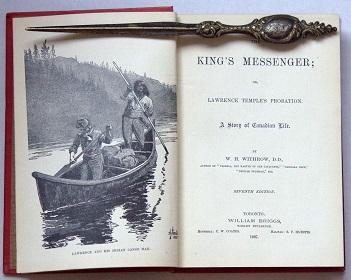 LAWRENCE AND HIS INDIAN CANOE MAN.
KING'S MESSENGER;
OR,
LAWRENCE TEMPLE'S PROBATION.
A Story of Canadian Life.
BY
W. H. WITHROW, D.D.,
SEVENTH EDITION.
TORONTO:
WILLIAM BRIGGS,
WESLEY BUILDINGS.
MONTREAL: C. W. COATES. HALIFAX: S. F. HUESTIS.